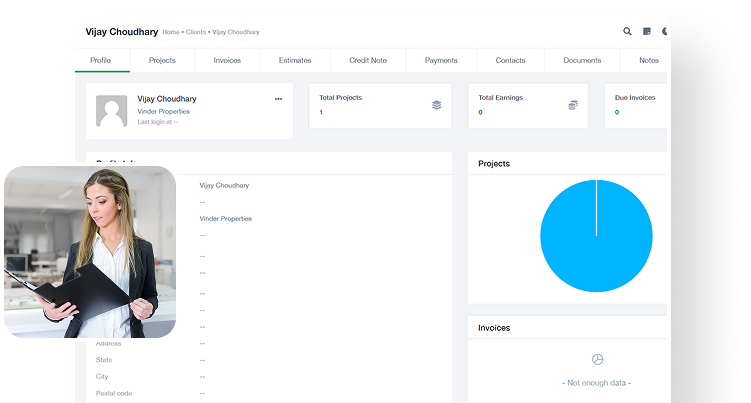 Vijay Choudhary Home • Clients • Vijay Choudhary
Profile Projects Invoices Estimates Credit Note Payments Contacts Documents Notes
Vijay Choudhary
Vinder Properties
Last login at --
Total Projects
1
Total Earnings
0
Due Invoices
0
Projects
Vijay Choudhary
--
Vinder Properties
--
--
--
--
--
--
Address --
State --
City --
Postal code --
Invoices
- Not enough data -